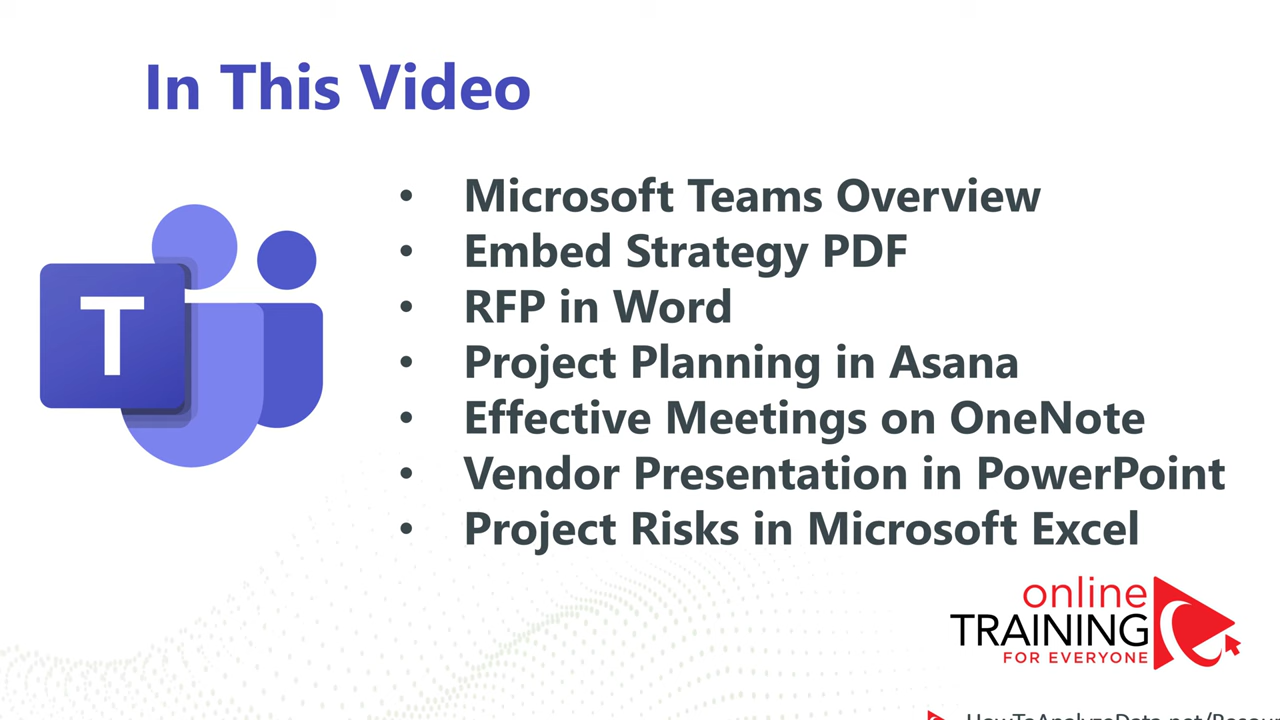 In This Video
T
• Microsoft Teams Overview
• Embed Strategy PDF
• RFP in Word
• Project Planning in Asana
• Effective Meetings on OneNote
• Vendor Presentation in PowerPoint
• Project Risks in Microsoft Excel
online
TRAINING
FOR EVERYONE